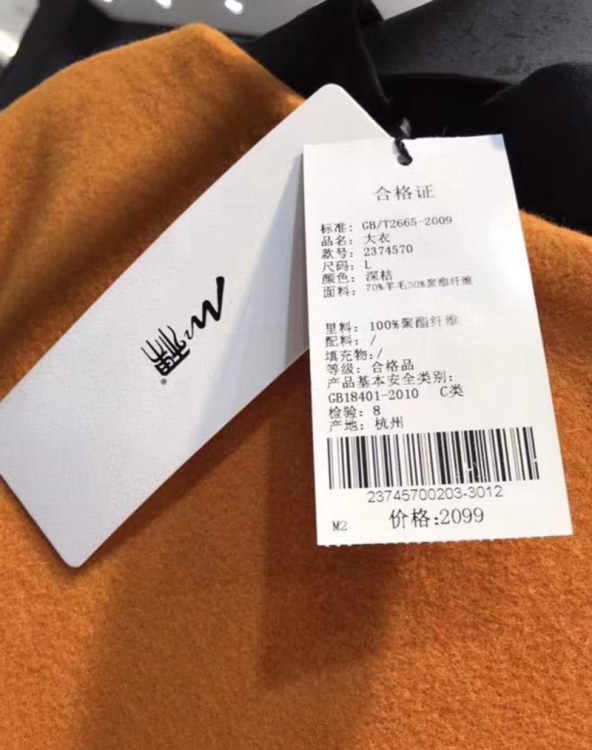 合格证
标准: GB/T2665-2009
品名: 大衣
款号: 2374570
尺码: L
颜色: 深桔
面料: 70%羊毛30%聚酯纤维
里料: 100%聚酯纤维
配料: /
填充物:/
等级: 合格品
产品基本安全类别:
GB18401-2010 C类
检验: 8
产地: 杭州
23745700203-3012
M2 价格:2099
®